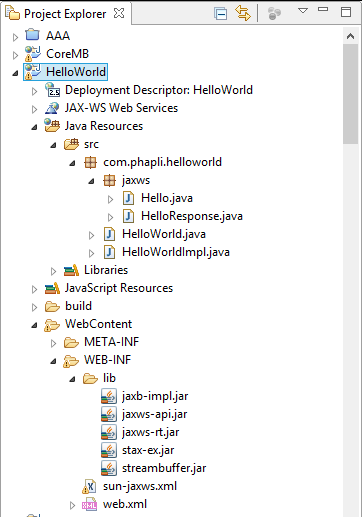 Project Explorer
AAA
CoreMB
HelloWorld
2.5 Deployment Descriptor: HelloWorld
JAX-WS Web Services
Java Resources
src
com.phapli.helloworld
jaxws
J Hello.java
J HelloResponse.java
J HelloWorld.java
J HelloWorldImpl.java
Libraries
JavaScript Resources
build
WebContent
META-INF
WEB-INF
lib
jaxb-impl.jar
jaxws-api.jar
jaxws-rt.jar
stax-ex.jar
streambuffer.jar
X sun-jaxws.xml
web.xml